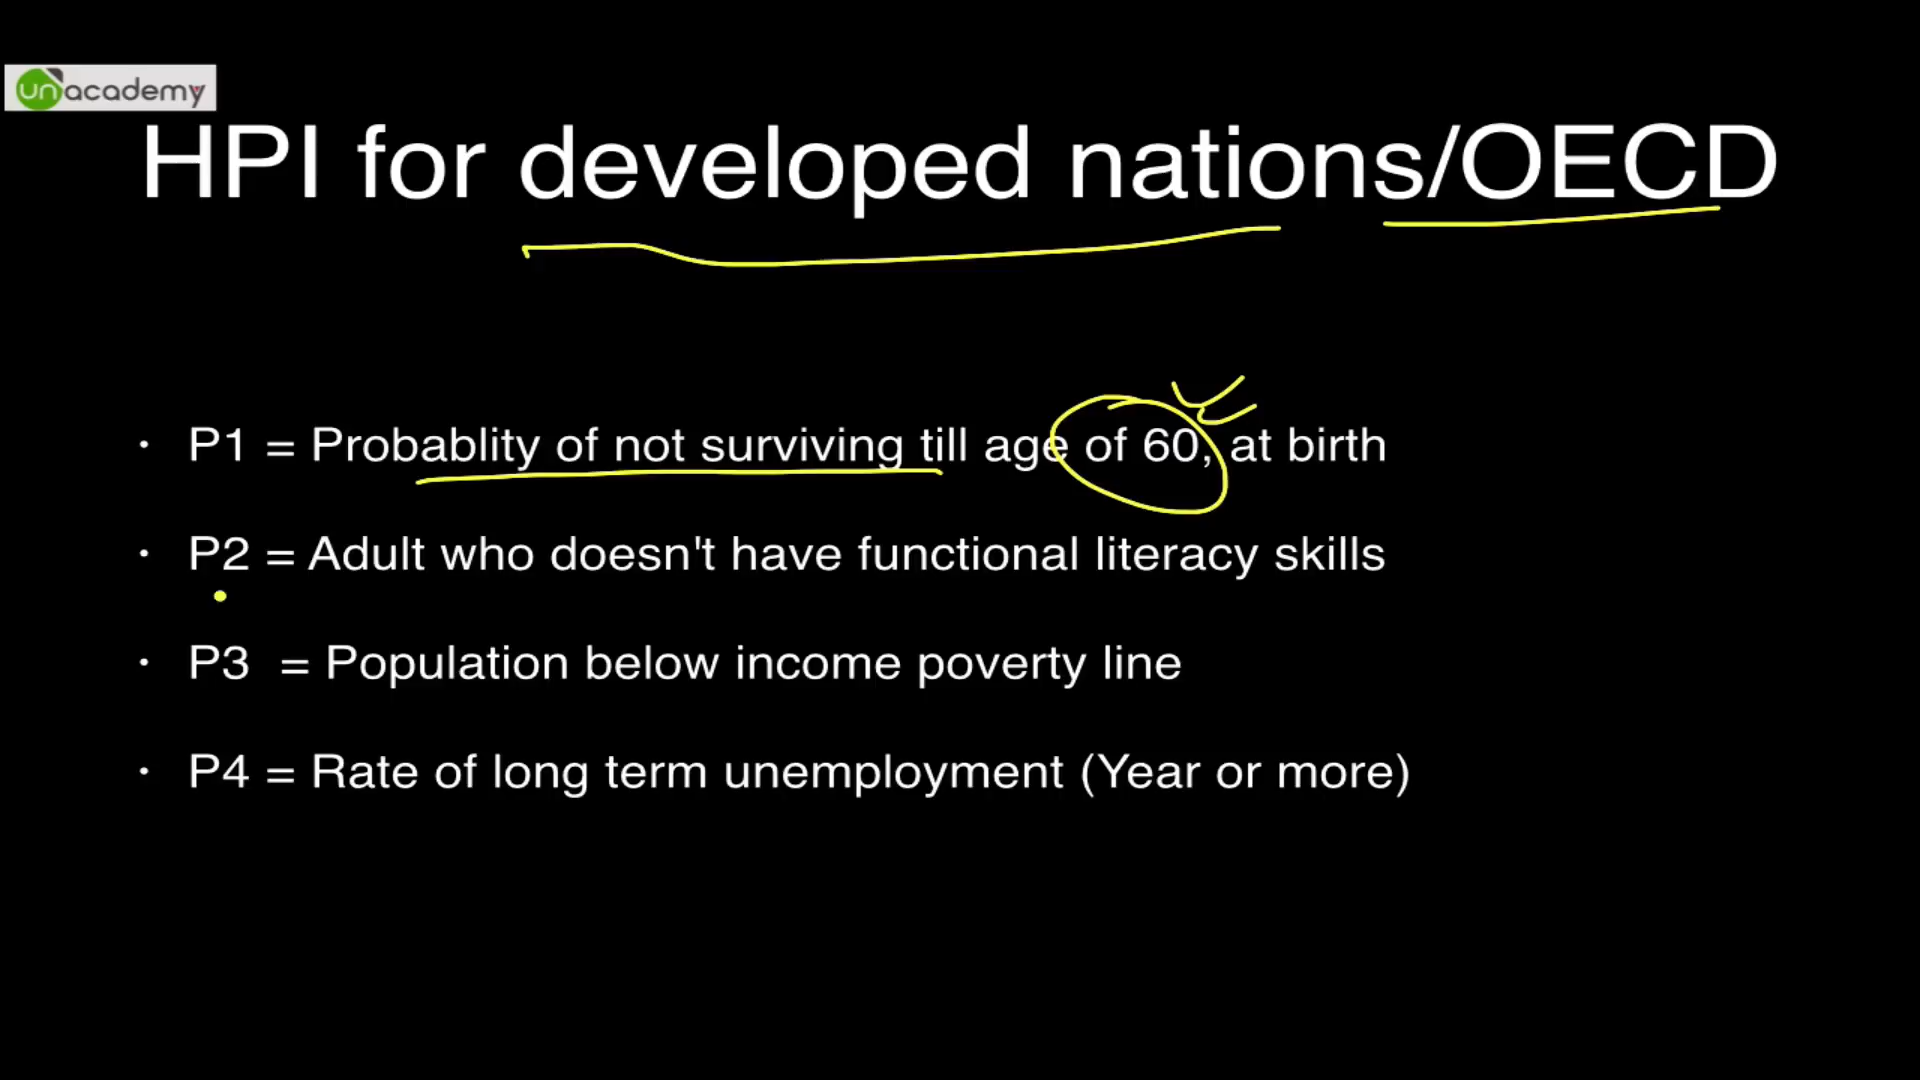 unacademy
HPI for developed nations/OECD
· P1 = Probablity of not surviving till age of 60, at birth
· P2 = Adult who doesn't have functional literacy skills
· P3 = Population below income poverty line
· P4 = Rate of long term unemployment (Year or more)